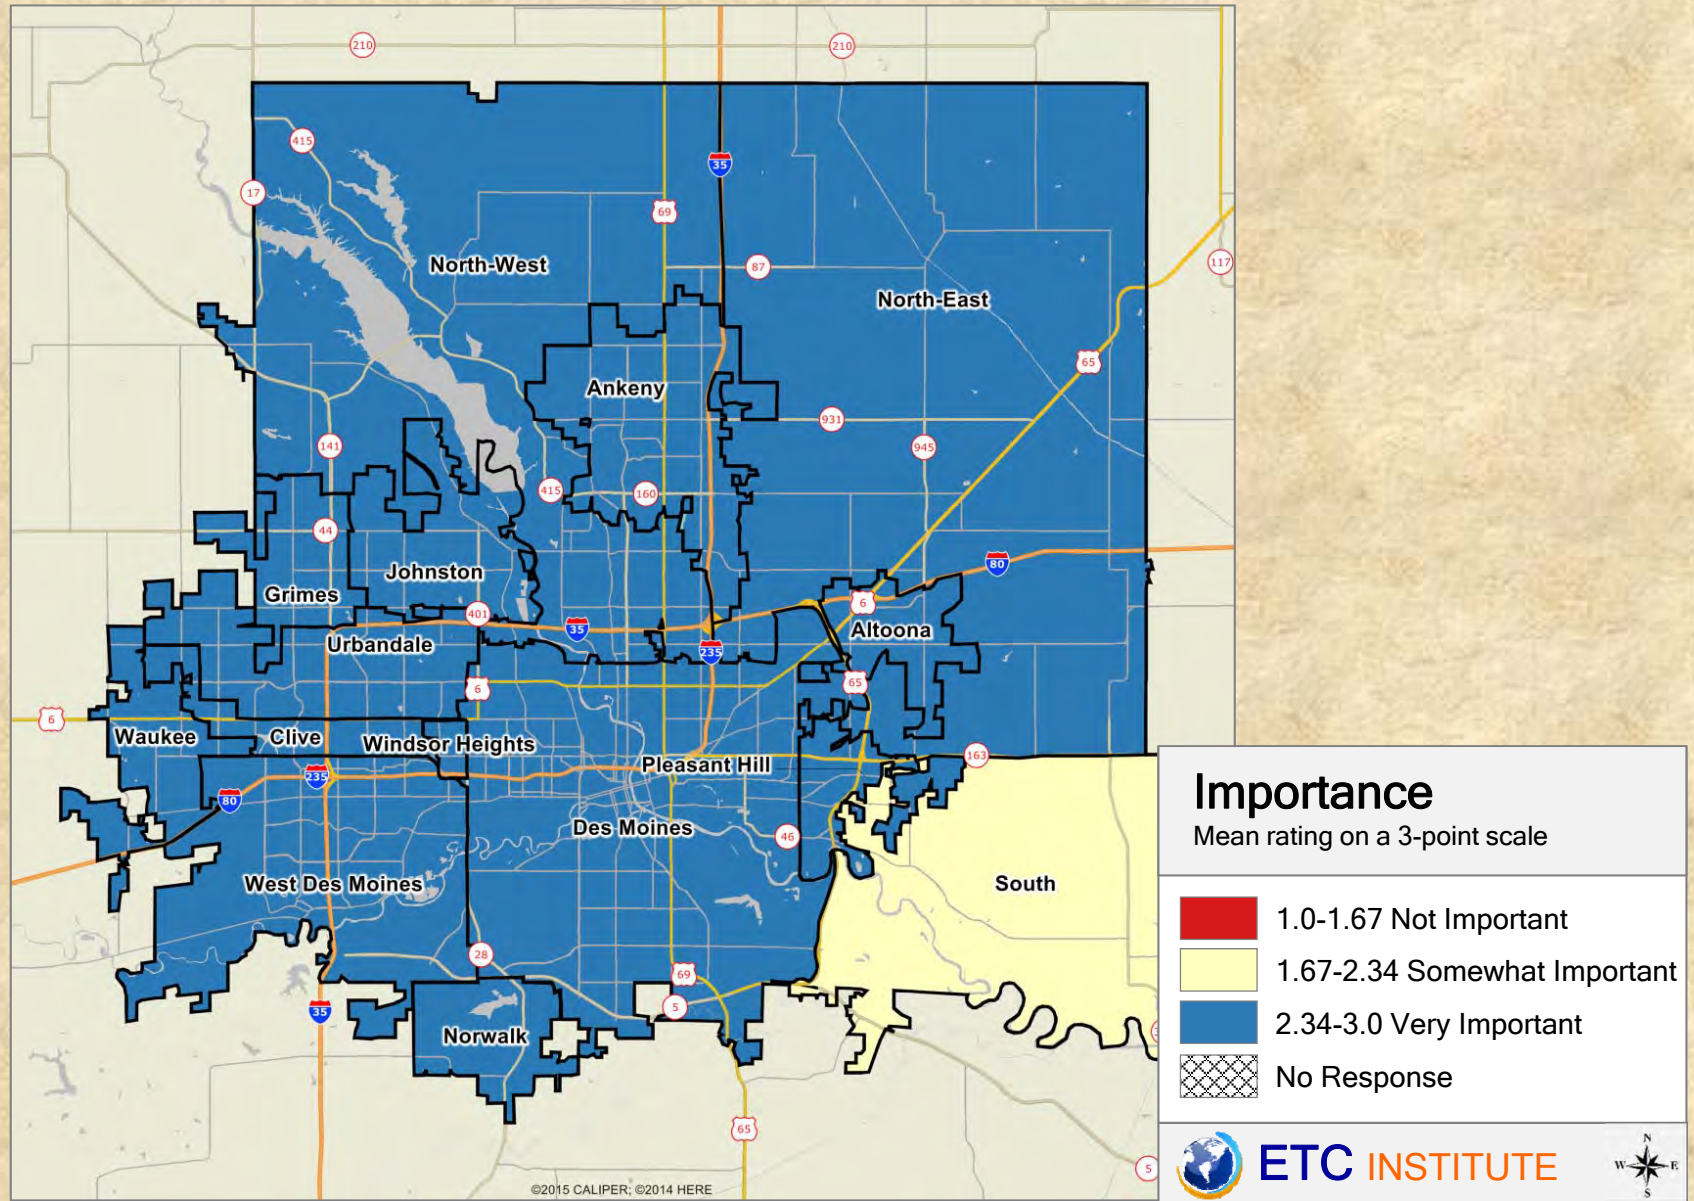 210
210
415
35
17
69
117
North-West
87
North-East
65
Ankeny
931
141
945
415
160
44
80
Johnston
Grimes
6
401
35
Altoona
Urbandale
235
65
6
6
Waukee
Clive
Windsor Heights
163
Pleasant Hill
235
80
Des Moines
46
West Des Moines
South
28
69
5
35
Norwalk
65
5
©2015 CALIPER; ©2014 HERE
Importance
Mean rating on a 3-point scale
1.0-1.67 Not Important
1.67-2.34 Somewhat Important
2.34-3.0 Very Important
No Response
ETC INSTITUTE
N
W E
S